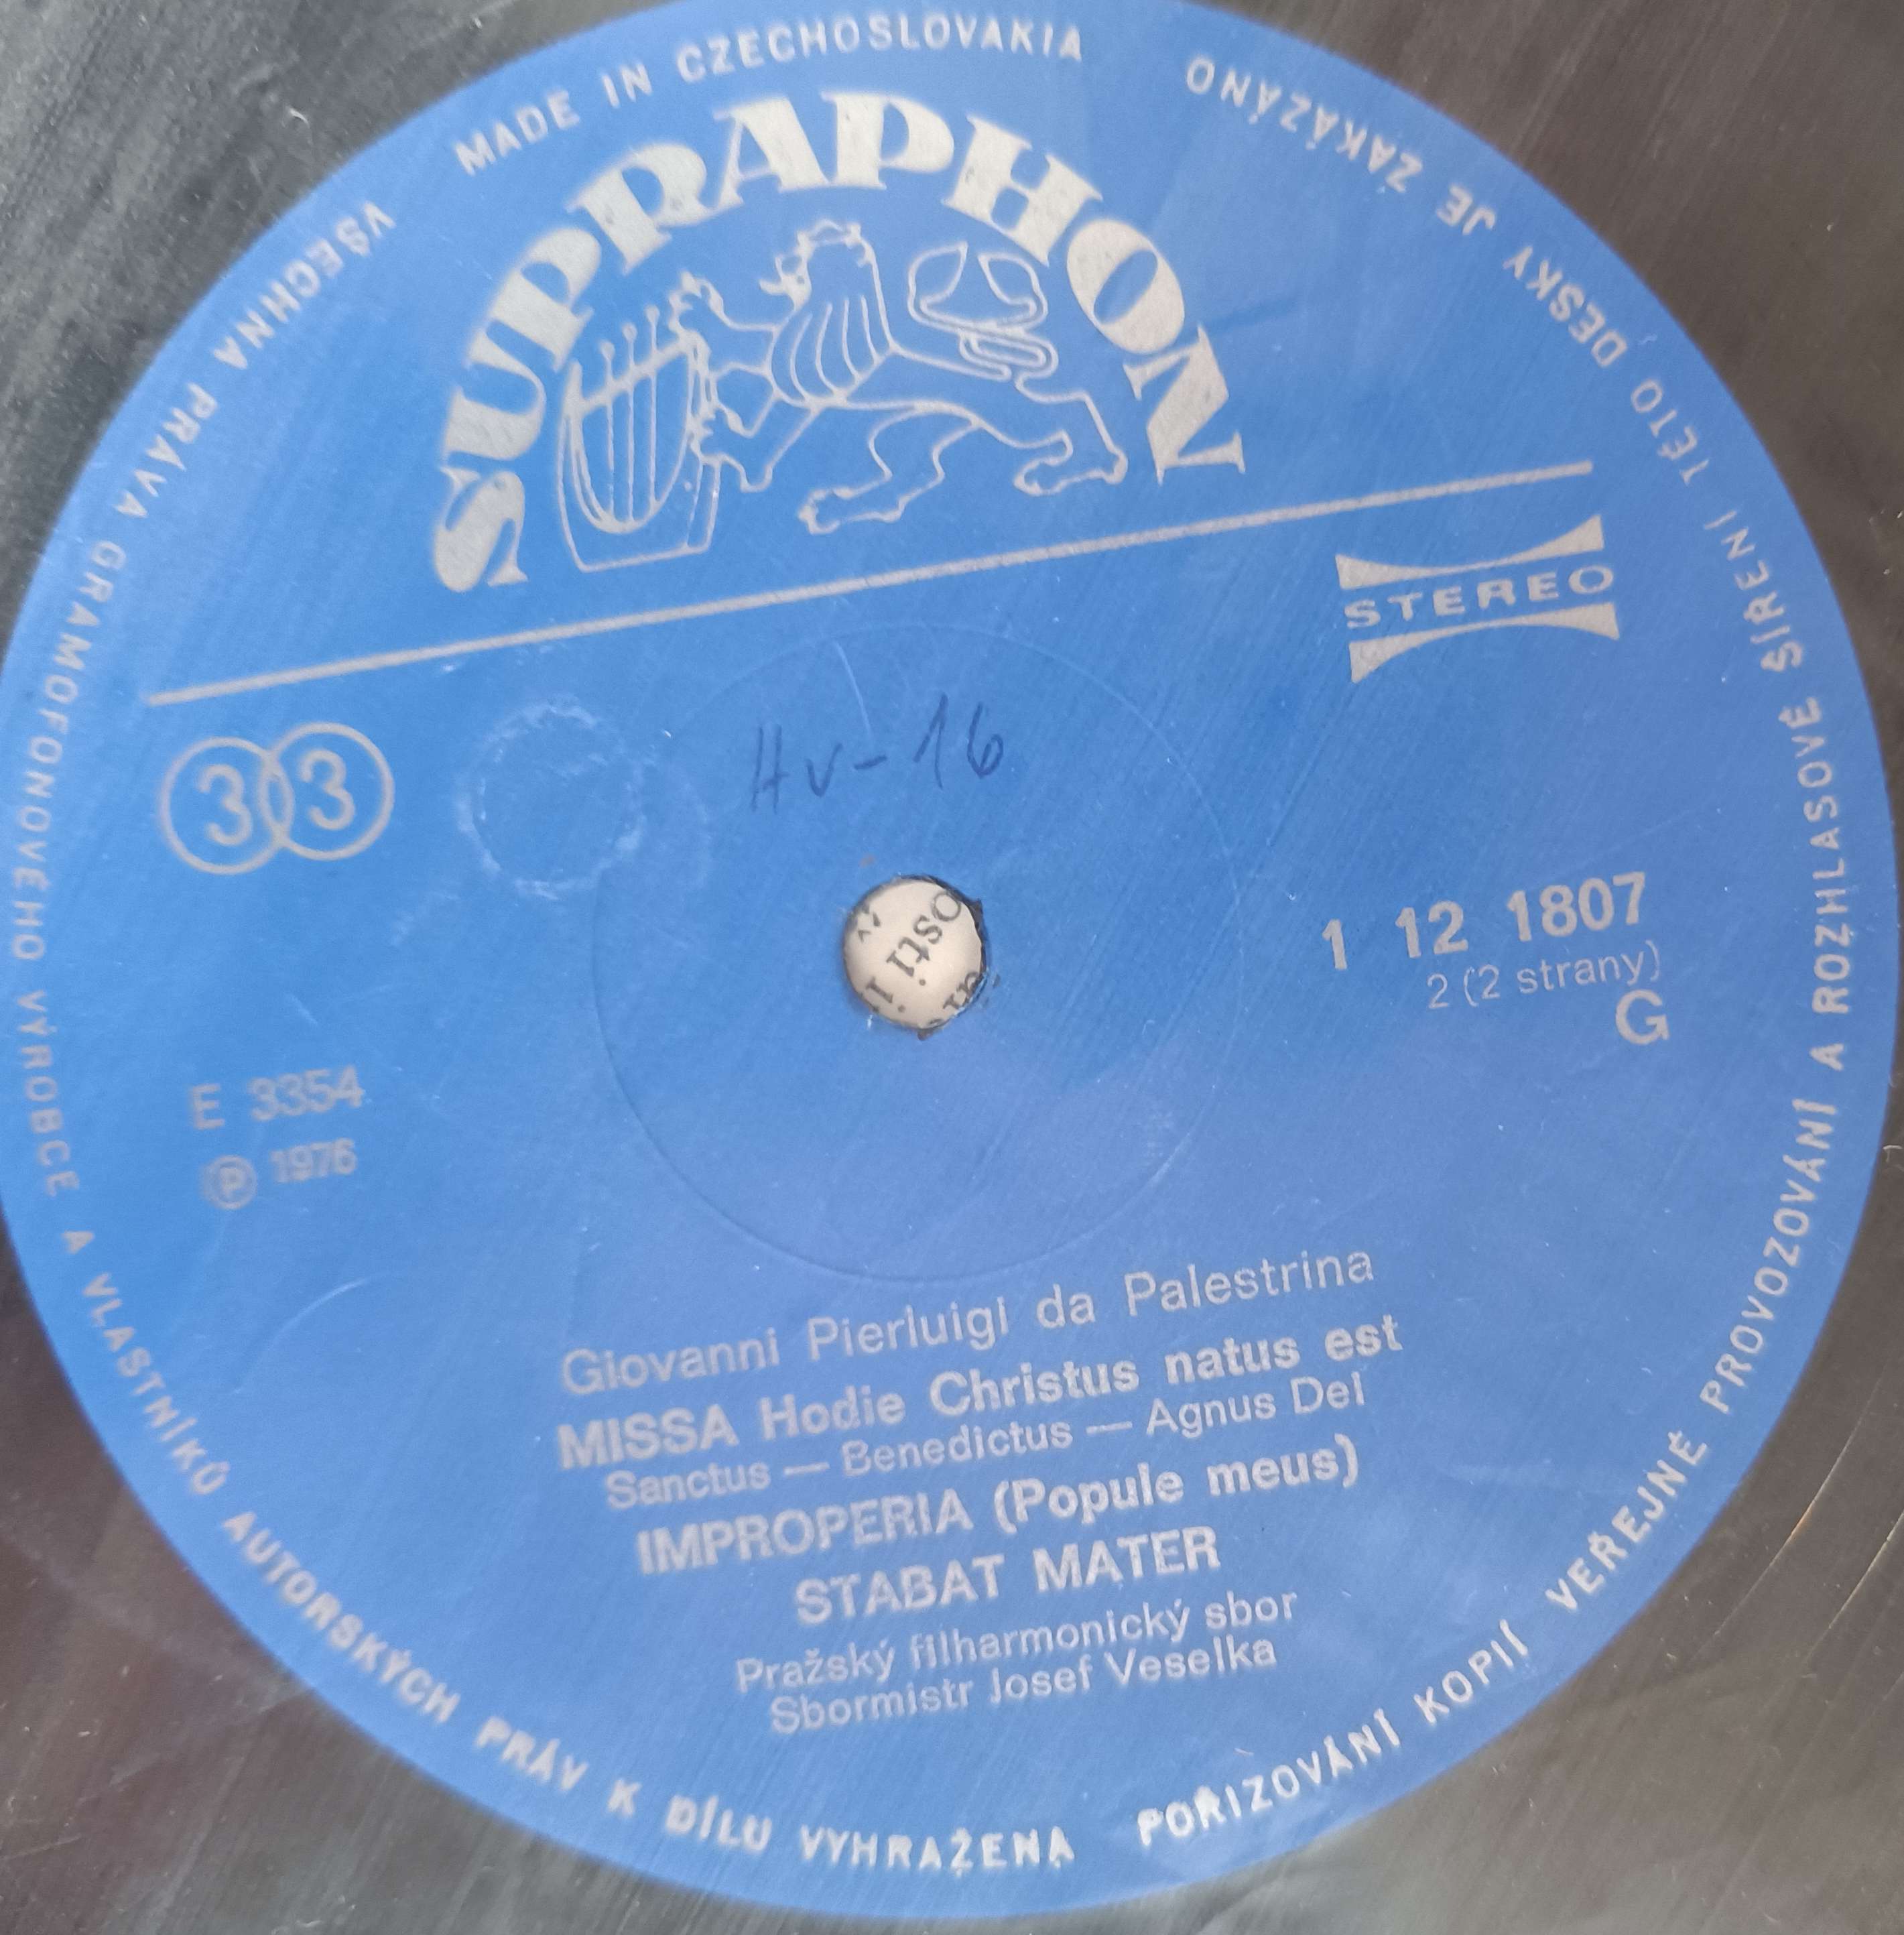 MADE IN CZECHOSLOVAKIA
VŠECHNA PRÁVA GRAMOFONOVÉHO VÝROBCE A VLASTNÍKŮ AUTORSKÝCH PRÁV K DÍLU VYHRAŽENA
POŘIZOVÁNÍ KOPIÍ VEŘEJNÉ PROVOZOVÁNÍ A ROZHLASOVÉ ŠÍŘENÍ TÉTO DESKY JE ZAKÁZÁNO
SUPRAPHON
STEREO
33
Hv-16
1 12 1807
2 (2 strany)
G
E 3354
Ⓟ 1976
Giovanni Pierluigi da Palestrina
MISSA Hodie Christus natus est
Sanctus — Benedictus — Agnus Dei
IMPROPERIA (Popule meus)
STABAT MATER
Pražský filharmonický sbor
Sbormistr Josef Veselka